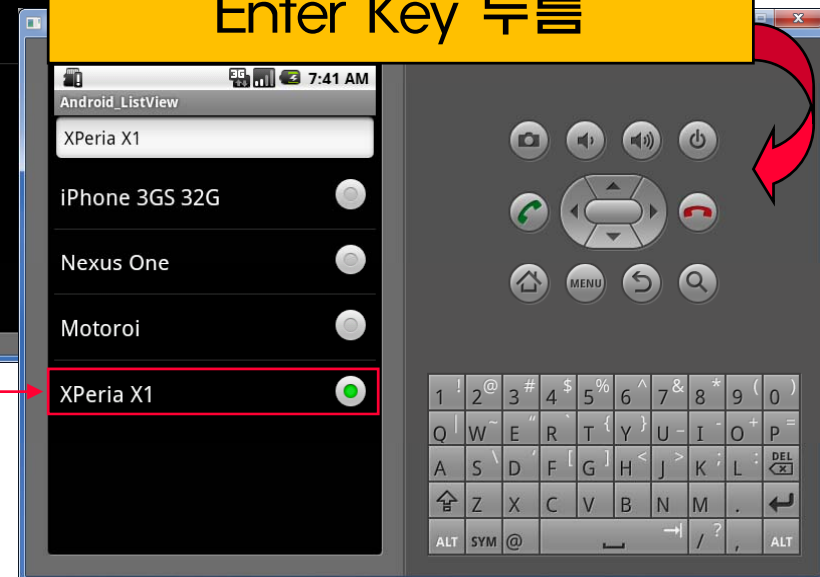 Enter Key 누름
3G 7:41 AM
Android_ListView
XPeria X1
iPhone 3GS 32G
Nexus One
Motoroi
XPeria X1
MENU
1 ! 2 @ 3 # 4 $ 5 % 6 ^ 7 & 8 * 9 ( 0 )
Q | W ~ E " R ` T { Y } U - I _ O + P =
A S \ D ' F [ G ] H < J > K ; L : DEL
Z X C V B N M .
ALT SYM @ / ? , ALT